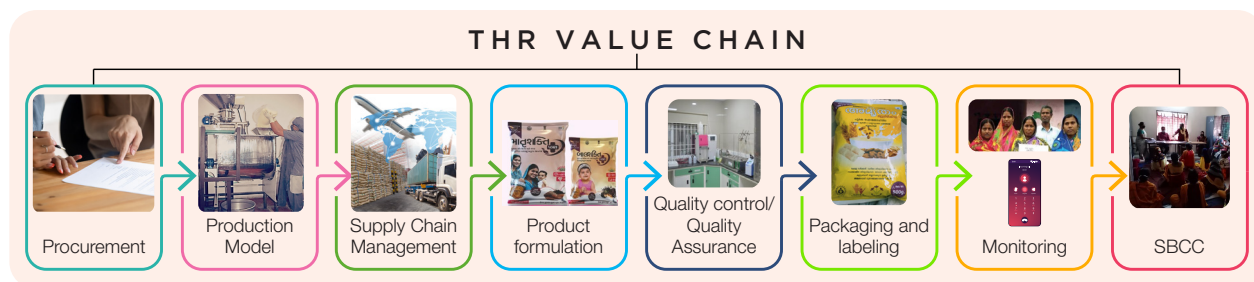 THR VALUE CHAIN
Procurement
Production
Model
Supply Chain
Management
Product
formulation
Quality control/
Quality
Assurance
Packaging and
labeling
Monitoring
SBCC